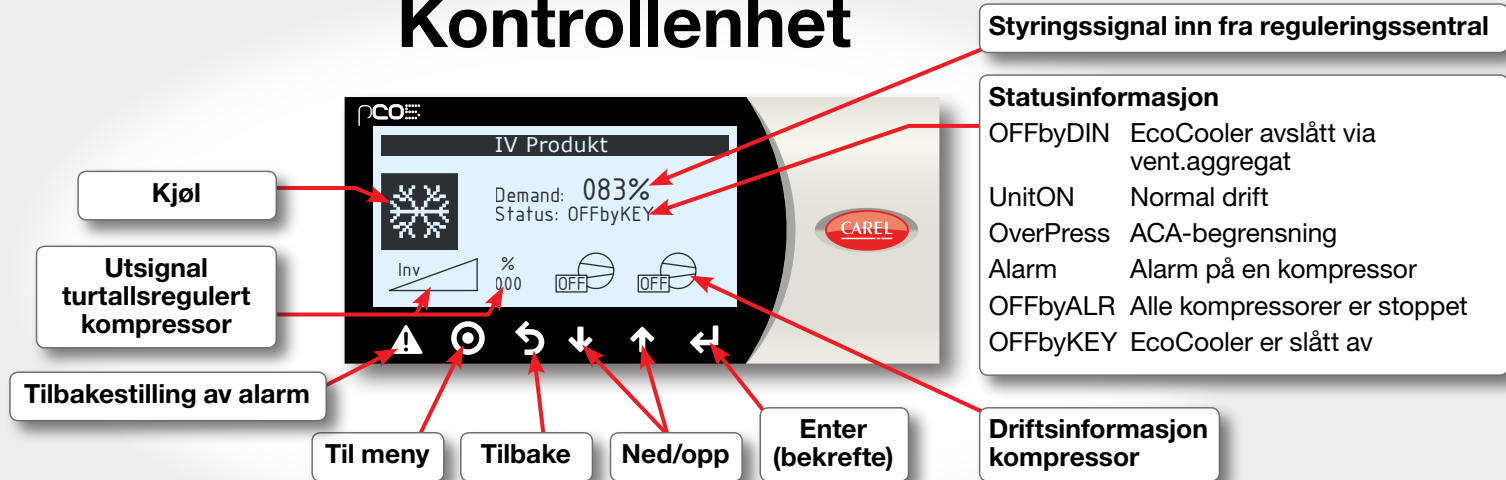 Kontrollenhet
Styringssignal inn fra reguleringssentral
Statusinformasjon
OFFbyDIN EcoCooler avslått via
vent.aggregat
UnitON Normal drift
OverPress ACA-begrensning
Alarm Alarm på en kompressor
OFFbyALR Alle kompressorer er stoppet
OFFbyKEY EcoCooler er slått av
pCO5
IV Produkt
Demand: 083%
Status: OFFbyKEY
Inv
%
000
OFF
OFF
CAREL
Kjøl
Utsignal
turtallsregulert
kompressor
Tilbakestilling av alarm
Til meny
Tilbake
Ned/opp
Enter
(bekrefte)
Driftsinformasjon
kompressor